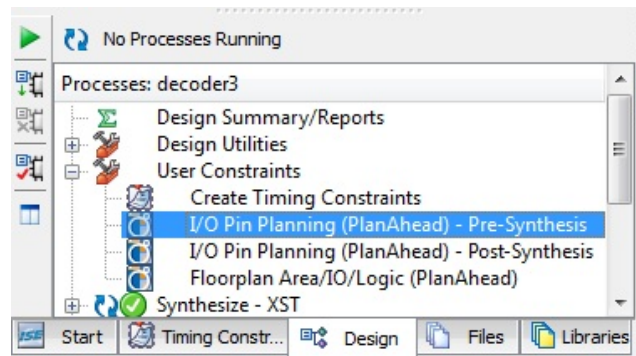 No Processes Running
Processes: decoder3
Design Summary/Reports
Design Utilities
User Constraints
Create Timing Constraints
I/O Pin Planning (PlanAhead) - Pre-Synthesis
I/O Pin Planning (PlanAhead) - Post-Synthesis
Floorplan Area/IO/Logic (PlanAhead)
Synthesize - XST
ISE Start Timing Constr... Design Files Libraries